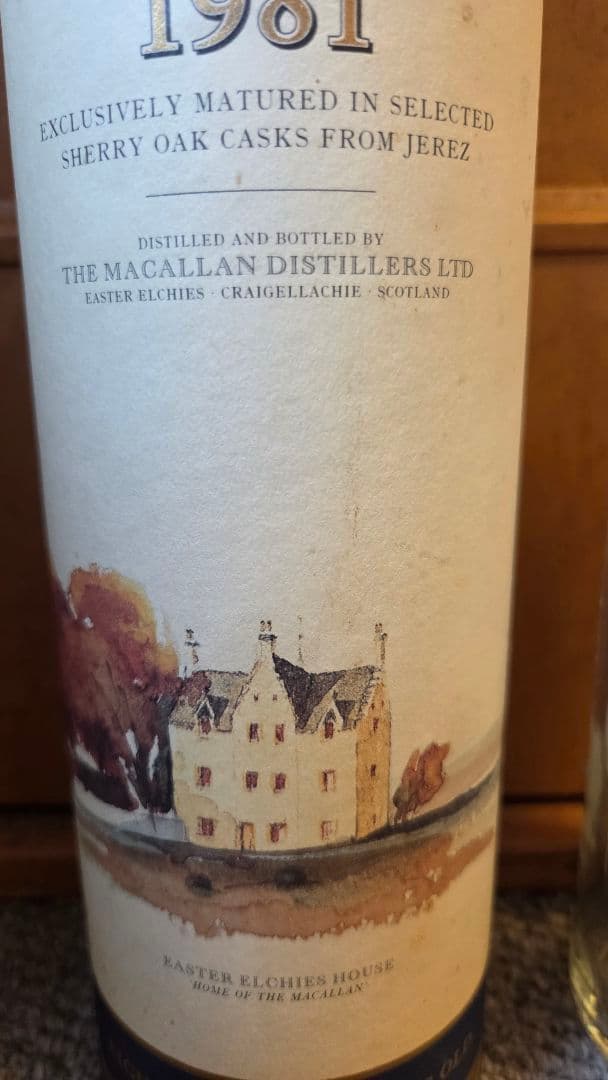 1981
EXCLUSIVELY MATURED IN SELECTED
SHERRY OAK CASKS FROM JEREZ
DISTILLED AND BOTTLED BY
THE MACALLAN DISTILLERS LTD
EASTER ELCHIES · CRAIGELLACHIE · SCOTLAND
EASTER ELCHIES HOUSE
'HOME OF THE MACALLAN'
OLD